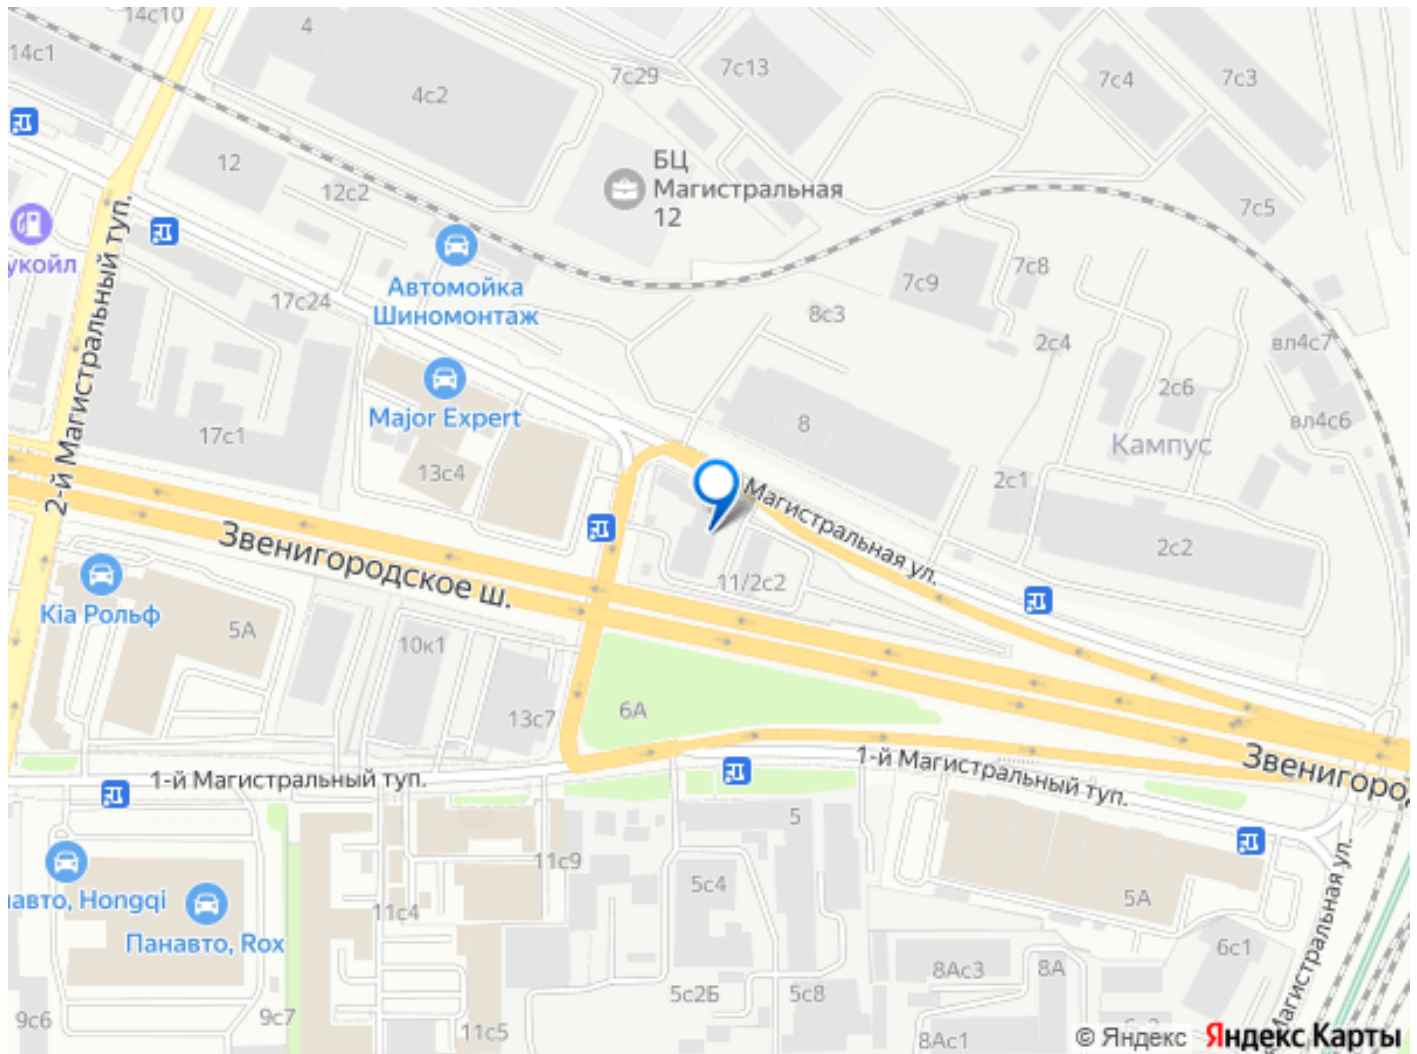 14с10
4
14с1
7с29
7с13
7с4
7с3
4с2
БЦ
Магистральная
12
12
12с2
7с5
укойл
2-й Магистральный туп.
Автомойка
Шиномонтаж
17с24
7с9
7с8
8с3
2с4
вл4с7
Major Expert
2с6
вл4с6
17с1
8
Кампус
13с4
2с1
Магистральная ул.
Звенигородское ш.
2с2
11/2с2
Kia Рольф
5А
10к1
6А
13с7
1-й Магистральный туп.
1-й Магистральный туп.
Звенигород
5
11с9
Магистральная ул.
навто, Hongqi
5с4
5А
11с4
Панавто, Rox
6с1
8Ас3
8А
5с2Б
5с8
9с6
9с7
11с5
8Ас1
© Яндекс Яндекс Карты